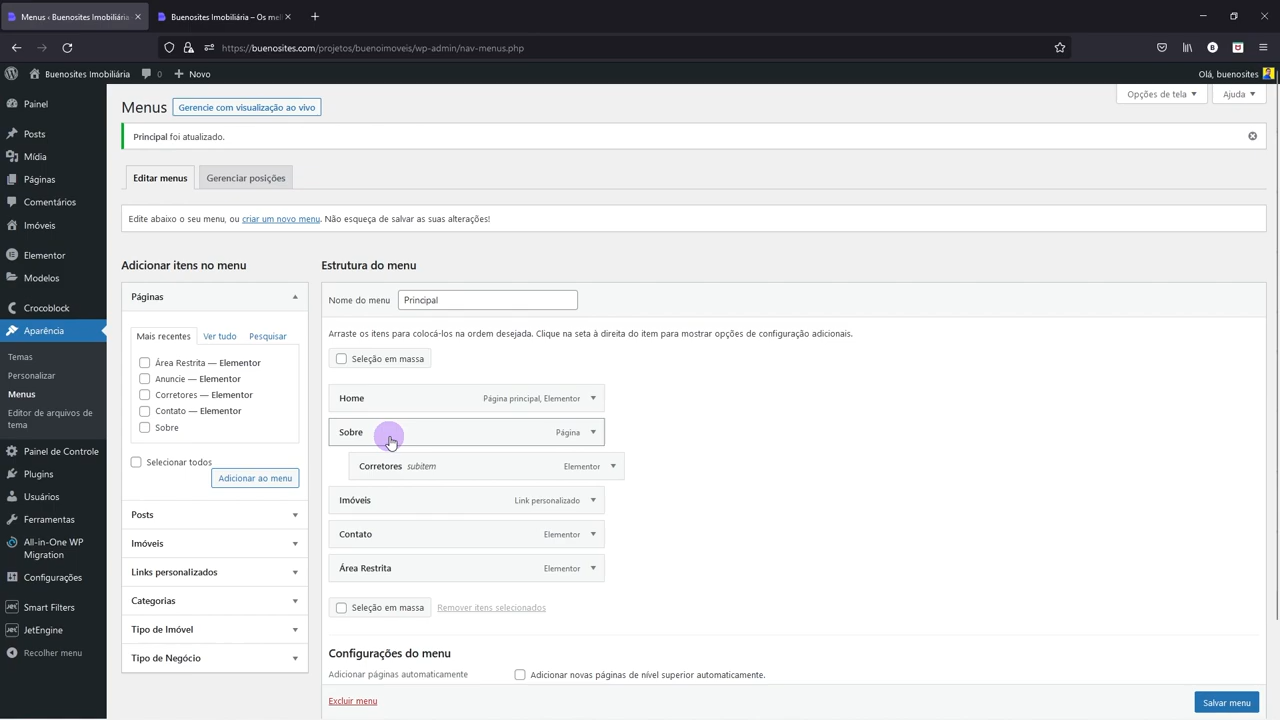 Menus ‹ Buenosites Imobiliária
Buenosites Imobiliária – Os mel
https://buenosites.com/projetos/buenoimoveis/wp-admin/nav-menus.php
Buenosites Imobiliária
0
Novo
Olá, buenosites
Painel
Posts
Mídia
Páginas
Comentários
Imóveis
Elementor
Modelos
Crocoblock
Aparência
Temas
Personalizar
Menus
Editor de arquivos de
tema
Painel de Controle
Plugins
Usuários
Ferramentas
All-in-One WP
Migration
Configurações
Smart Filters
JetEngine
Recolher menu
Menus
Gerencie com visualização ao vivo
Opções de tela
Ajuda
Principal foi atualizado.
Editar menus
Gerenciar posições
Edite abaixo o seu menu, ou criar um novo menu. Não esqueça de salvar as suas alterações!
Adicionar itens no menu
Páginas
Mais recentes
Ver tudo
Pesquisar
Área Restrita — Elementor
Anuncie — Elementor
Corretores — Elementor
Contato — Elementor
Sobre
Selecionar todos
Adicionar ao menu
Posts
Imóveis
Links personalizados
Categorias
Tipo de Imóvel
Tipo de Negócio
Estrutura do menu
Nome do menu
Principal
Arraste os itens para colocá-los na ordem desejada. Clique na seta à direita do item para mostrar opções de configuração adicionais.
Seleção em massa
Home
Página principal, Elementor
Sobre
Página
Corretores subitem
Elementor
Imóveis
Link personalizado
Contato
Elementor
Área Restrita
Elementor
Seleção em massa
Remover itens selecionados
Configurações do menu
Adicionar páginas automaticamente
Adicionar novas páginas de nível superior automaticamente.
Excluir menu
Salvar menu